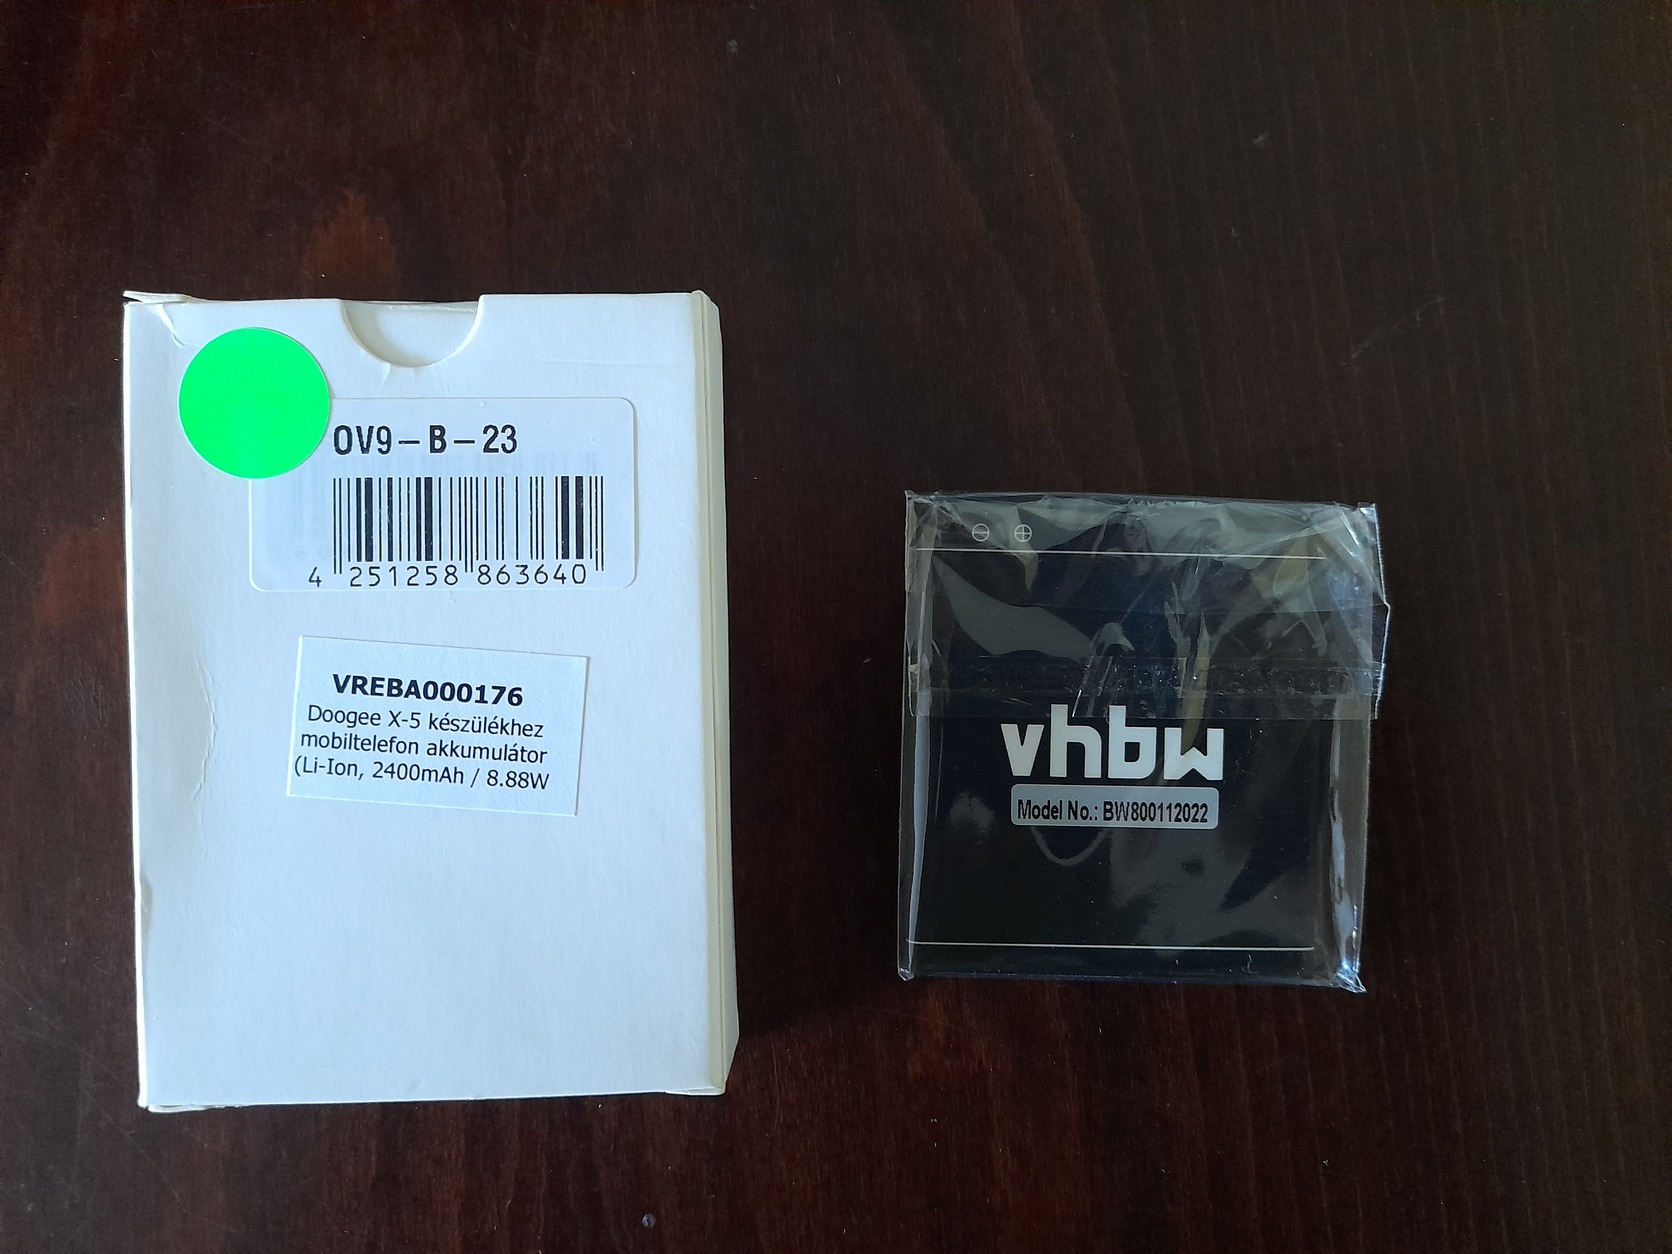 OV9-B-23
4 251258 863640
VREBA000176
Doogee X-5 készülékhez
mobiltelefon akkumulátor
(Li-Ion, 2400mAh / 8.88W
vhbw
Model No.: BW800112022